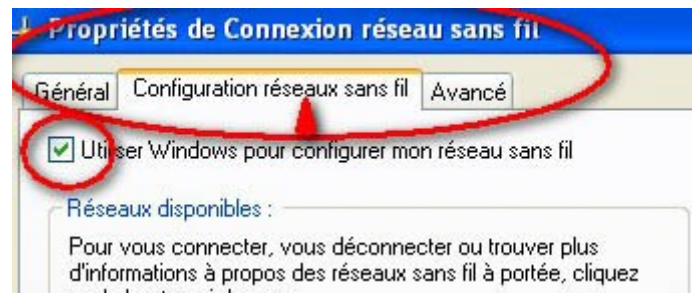 Propriétés de Connexion réseau sans fil
Général Configuration réseaux sans fil Avancé
Utiliser Windows pour configurer mon réseau sans fil
Réseaux disponibles :
Pour vous connecter, vous déconnecter ou trouver plus
d'informations à propos des réseaux sans fil à portée, cliquez